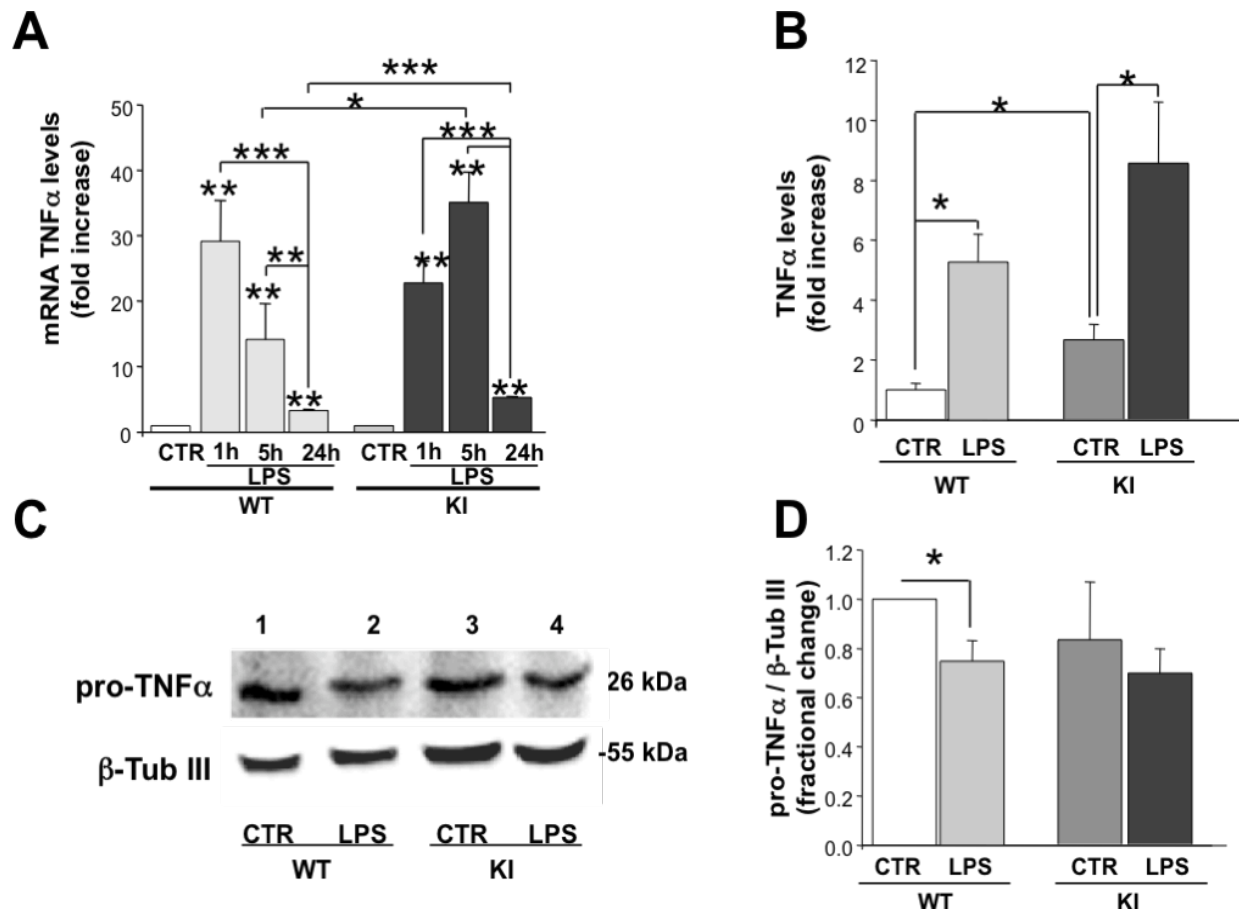 A
***
*
50
***
***
**
**
40
30
**
**
**
20
10
**
**
0
mRNA TNFα levels
(fold increase)
CTR 1h 5h 24h CTR 1h 5h 24h
LPS LPS
WT KI
B
12
10
8
6
4
2
0
*
*
*
TNFα levels
(fold increase)
CTR LPS CTR LPS
WT KI
C
1 2 3 4
pro-TNFα
26 kDa
β-Tub III
-55 kDa
CTR LPS CTR LPS
WT KI
D
1.2
1.0
0.8
0.6
0.4
0.2
0.0
*
pro-TNFα / β-Tub III
(fractional change)
CTR LPS CTR LPS
WT KI